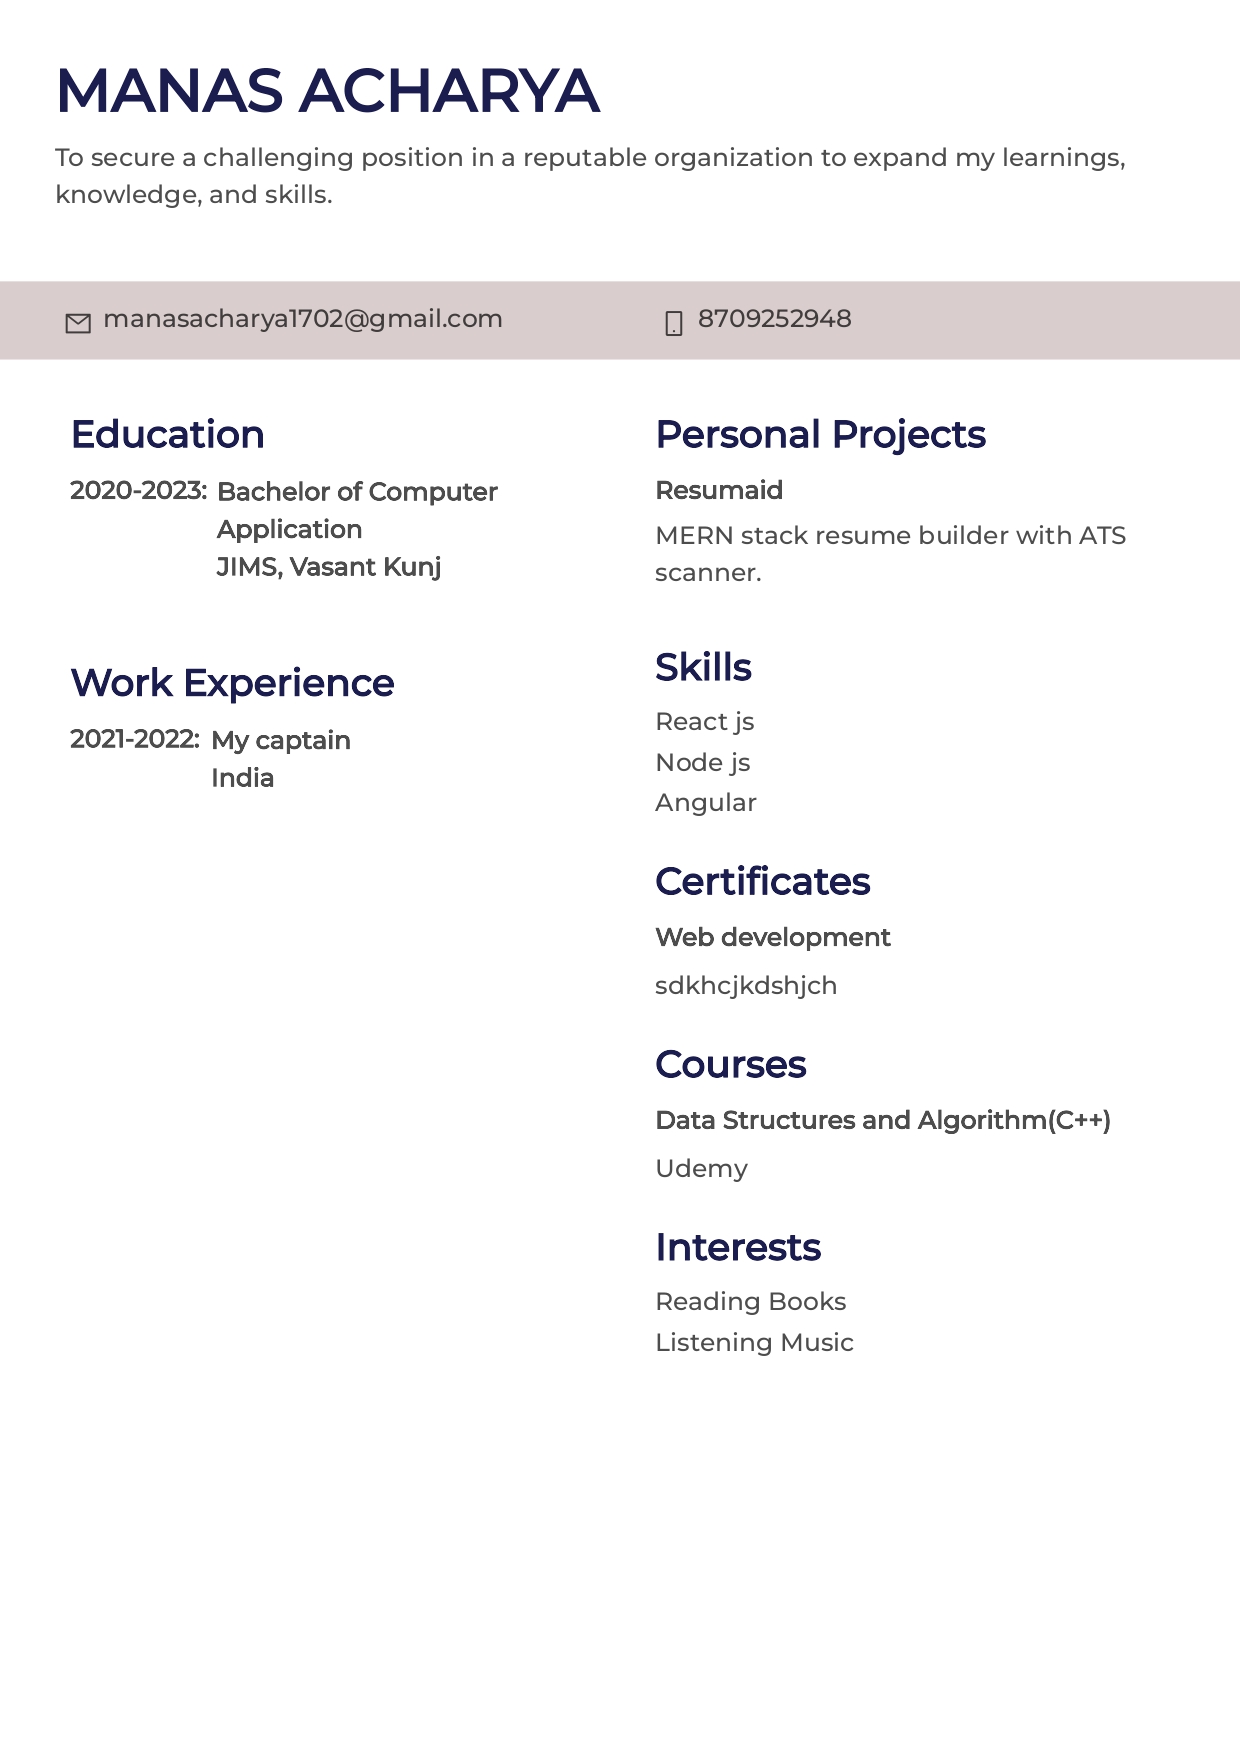 MANAS ACHARYA
To secure a challenging position in a reputable organization to expand my learnings,
knowledge, and skills.
manasacharya1702@gmail.com
8709252948
Education
2020-2023: Bachelor of Computer
Application
JIMS, Vasant Kunj
Work Experience
2021-2022: My captain
India
Personal Projects
Resumaid
MERN stack resume builder with ATS
scanner.
Skills
React js
Node js
Angular
Certificates
Web development
sdkhcjkdshjch
Courses
Data Structures and Algorithm(C++)
Udemy
Interests
Reading Books
Listening Music